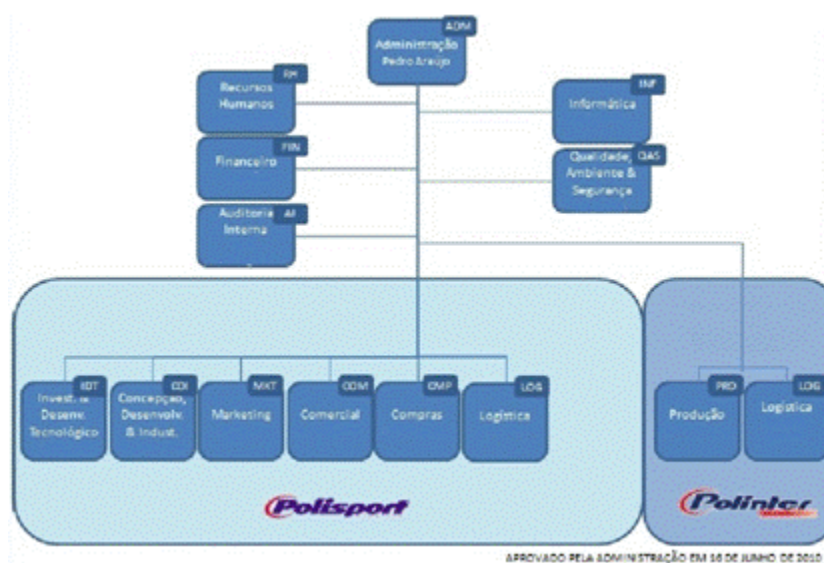 ADM
Administração
Pedro Araújo
RH
Recursos
Humanos
INF
Informática
FIN
Financeiro
QAS
Qualidade,
Ambiente &
Segurança
AI
Auditoria
Interna
IDT
Invest. &
Desenv.
Tecnológico
CDI
Concepção,
Desenvolv.
& Indust.
MKT
Marketing
COM
Comercial
CMP
Compras
LOG
Logística
PRO
Produção
LOG
Logística
Polisport
Polinter
APROVADO PELA ADMINISTRAÇÃO EM 16 DE JUNHO DE 2010